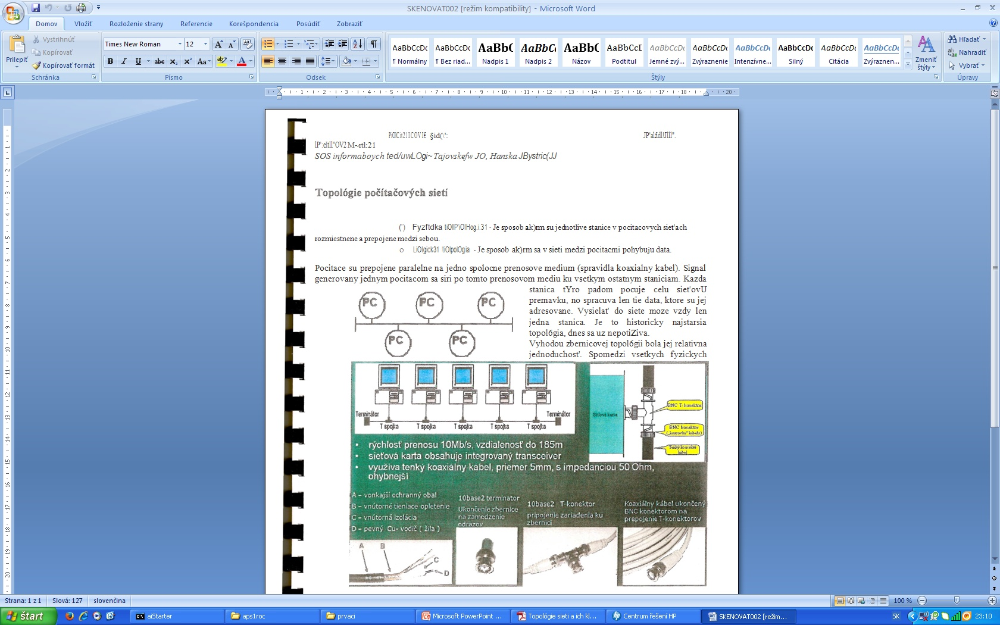 SKENOVAT002 [režim kompatibility] - Microsoft Word
Domov Vložiť Rozloženie strany Referencie Korešpondencia Posúdiť Zobraziť
Prilepiť
Vystrihnúť
Kopírovať
Kopírovať formát
Schránka
Times New Roman 12
Písmo
Odsek
AaBbCcDc AaBbCcDc AaBbC AaBbCc AaBbC AaBbCcI AaBbCcDc AaBbCcDc AaBbCcDc AaBbCcDc AaBbCcDc AaBbCcDc
¶ Normálny ¶ Bez riad... Nadpis 1 Nadpis 2 Názov Podtitul Jemné zvý... Zvýraznenie Intenzívne... Silný Citácia Zvýraznen...
Zmeniť štýly
Štýly
Hľadať
Nahradiť
Vybrať
Úpravy
1 2 3 4 5 6 7 8 9 10 11 12 13 14 15 16 17 18 20
PiOlCit21 ICOV I€ §id(\':
JP'al£dl!Jlll".
lP':eltll"OV2 M~rtl:21
SOS informaboych ted/uwLOgi~ Tajovskefw JO, Hanska JBystric(JJ
Topológie počítačových sietí
(') Fyzftdka tiOllP'iOlHog.i.31 - Je sposob ak)rm su jednotlive stanice v pocitacovych siet'ach
rozmiestnene a prepojene medzi sebou.
o LiOlgick31 tiOlpolOgia - Je sposob ak)rm sa v sieti medzi pocitacmi pohybuju data.
Pocitace su prepojene paralelne na jedno spolocne prenosove medium (spravidla koaxialny kabel). Signal
generovany jednym pocitacom sa siri po tomto prenosovom mediu ku vsetkym ostatnym staniciam. Kazda
stanica tYro padom pocuje celu siet'ovU
premavku, no spracuva len tie data, ktore su jej
adresovane. Vysielat' do siete moze vzdy len
jedna stanica. Je to historicky najstarsia
topol6gia, dnes sa uz nepotiZiva.
Vyhodou zbernicovej topol6gii bola jej relativna
jednoduchost'. Spomedzi vsetkych fyzickych
PC PC PC
PC PC
Terminátor Terminátor
T spojka T spojka T spojka T spojka T spojka
Sieťová karta
BNC T-konektor
BNC konektor
("koncovka" kabela)
Tenký koaxiálny kábel
• rýchlosť prenosu 10Mb/s, vzdialenosť do 185m
• sieťová karta obsahuje integrovaný transceiver
• využíva tenký koaxiálny kábel, priemer 5mm, s impedanciou 50 Ohm,
ohybnejší
A – vonkajší ochranný obal
B – vnútorné tieniace opletenie
C – vnútorná izolácia
D – pevný Cu- vodič ( žila )
10base2 terminator
Ukončenie zbernice
na zamedzenie
odrazov
10base2 T-konektor
pripojenie zariadenia ku
zbernici
Koaxiálny kábel ukončený
BNC konektorom na
prepojenie T-konektorov
A B
C
D
Strana: 1 z 1 Slová: 127 slovenčina 100 %
štart aiStarter aps1roc prvaci Microsoft PowerPoint ... Topológie sieti a ich kl... Centrum řešení HP SKENOVAT002 [režim... SK 23:10